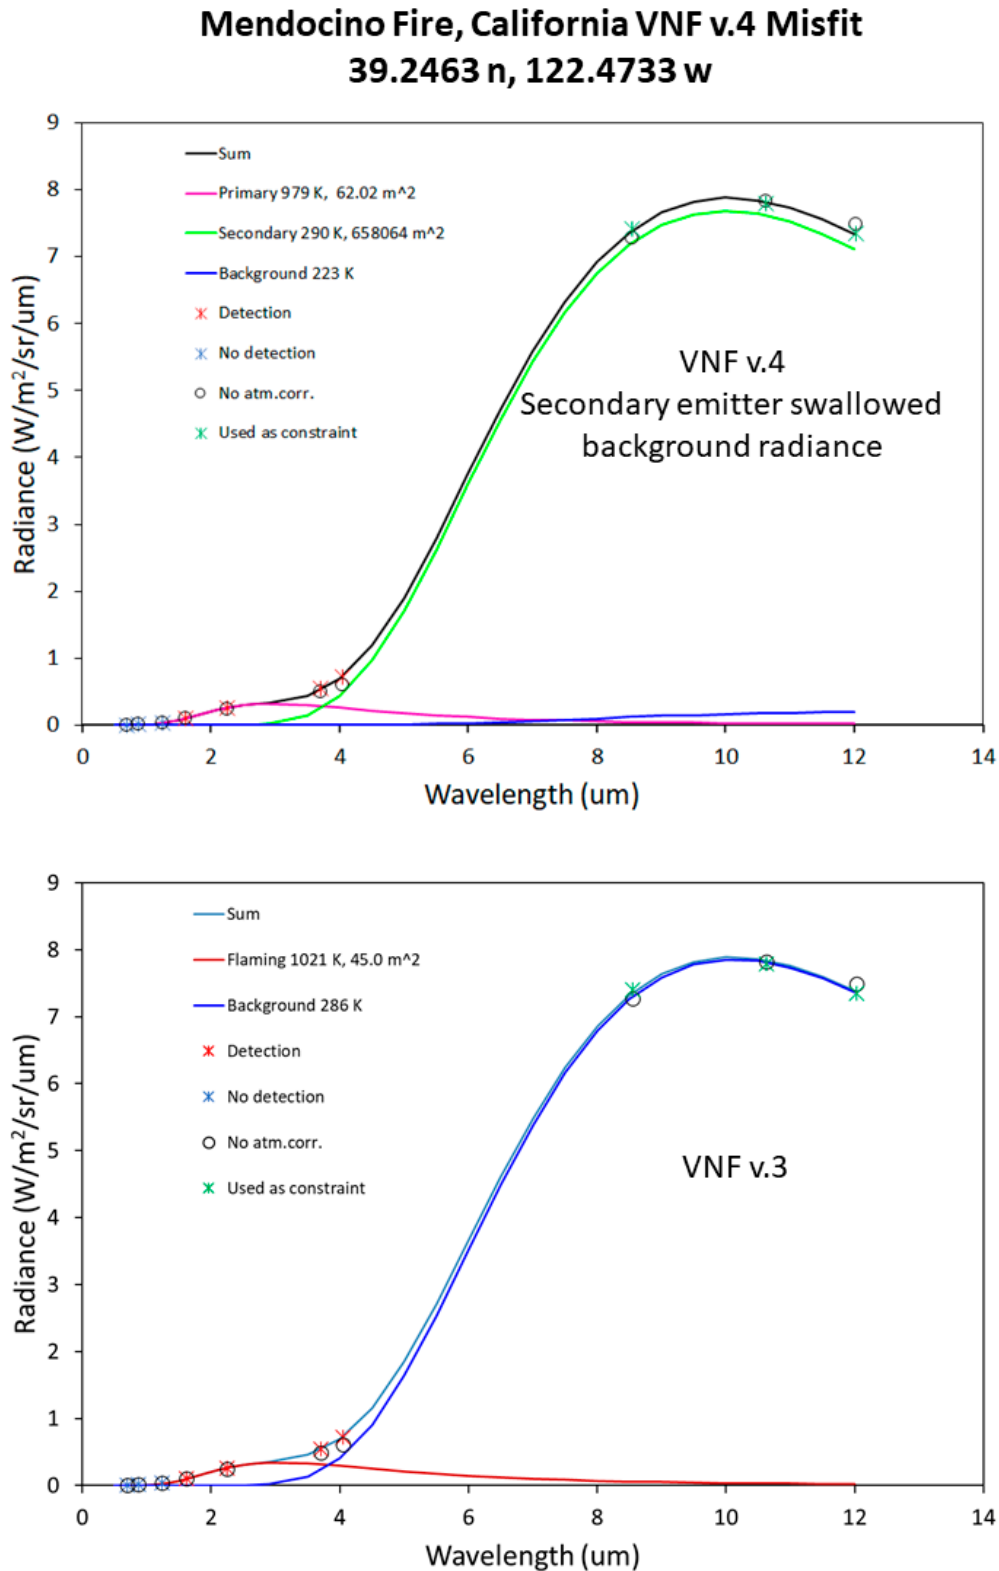 Mendocino Fire, California VNF v.4 Misfit
39.2463 n, 122.4733 w
9
8
7
6
5
4
3
2
1
0
Radiance (W/m²/sr/um)
Sum
Primary 979 K, 62.02 m^2
Secondary 290 K, 658064 m^2
Background 223 K
Detection
No detection
No atm.corr.
Used as constraint
VNF v.4
Secondary emitter swallowed
background radiance
0 2 4 6 8 10 12 14
Wavelength (um)
9
8
7
6
5
4
3
2
1
0
Radiance (W/m²/sr/um)
Sum
Flaming 1021 K, 45.0 m^2
Background 286 K
Detection
No detection
No atm.corr.
Used as constraint
VNF v.3
0 2 4 6 8 10 12 14
Wavelength (um)